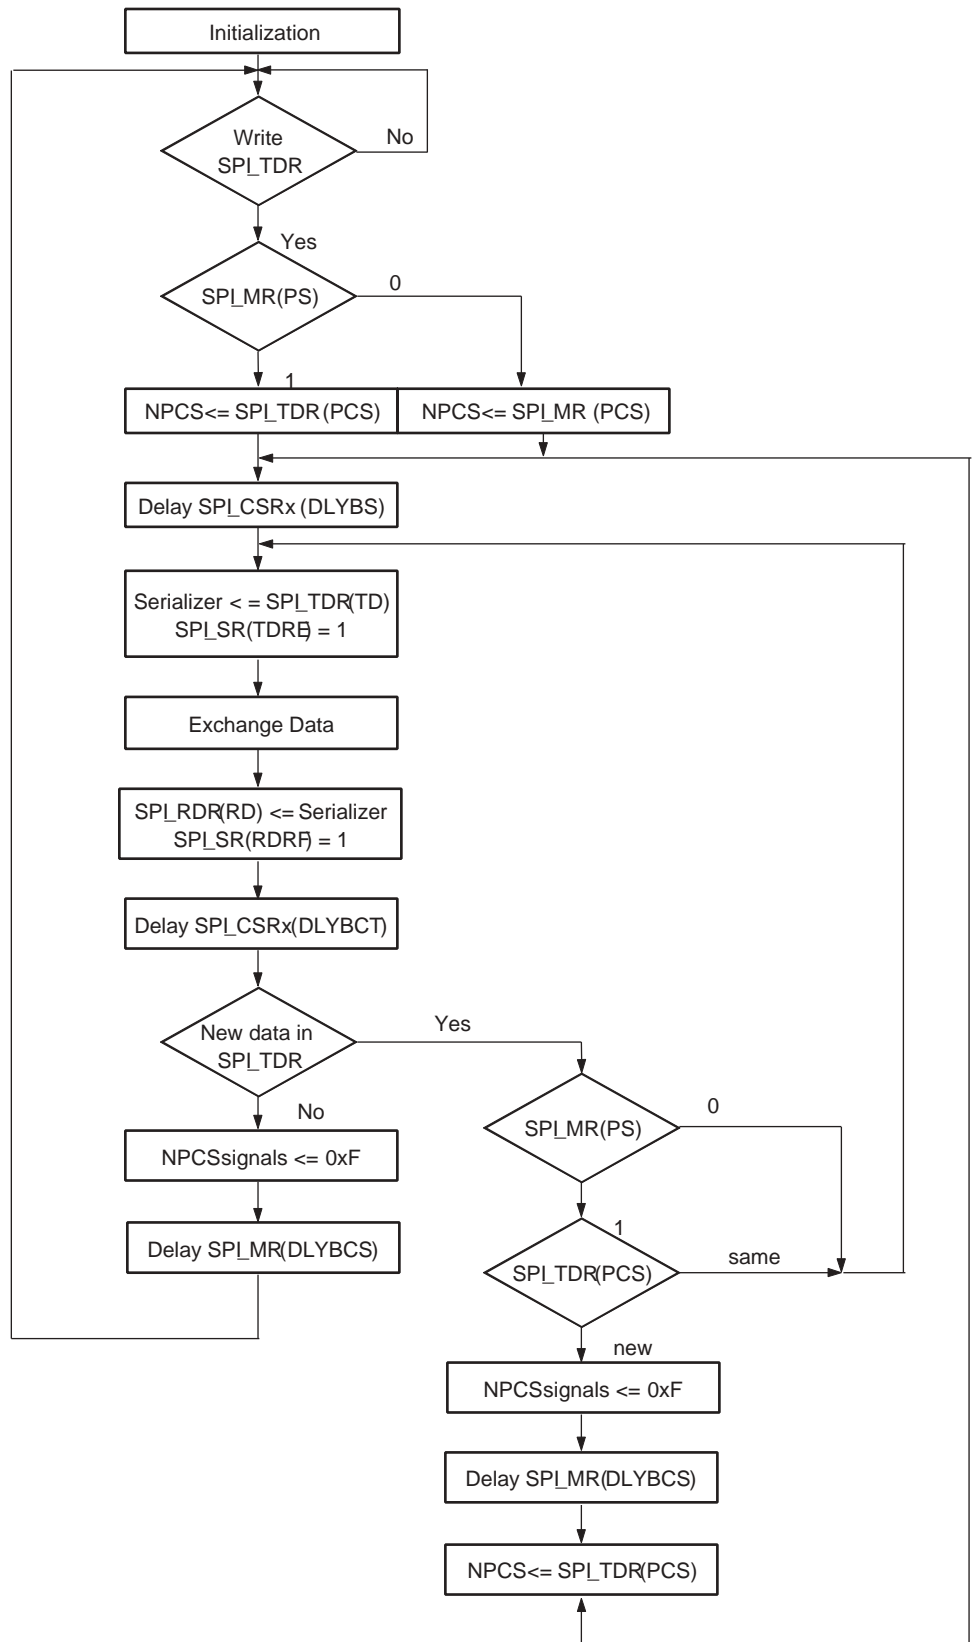 Initialization
Write
SPI_TDR
No
Yes
SPI_MR(PS)
0
1
NPCS<= SPI_TDR (PCS)
NPCS<= SPI_MR (PCS)
Delay SPI_CSRx (DLYBS)
Serializer < = SPI_TDR(TD)
SPI_SR(TDRE) = 1
Exchange Data
SPI_RDR(RD) <= Serializer
SPI_SR(RDRF) = 1
Delay SPI_CSRx(DLYBCT)
New data in
SPI_TDR
Yes
No
NPCSsignals <= 0xF
Delay SPI_MR(DLYBCS)
SPI_MR(PS)
0
1
SPI_TDR(PCS)
same
new
NPCSsignals <= 0xF
Delay SPI_MR(DLYBCS)
NPCS<= SPI_TDR(PCS)